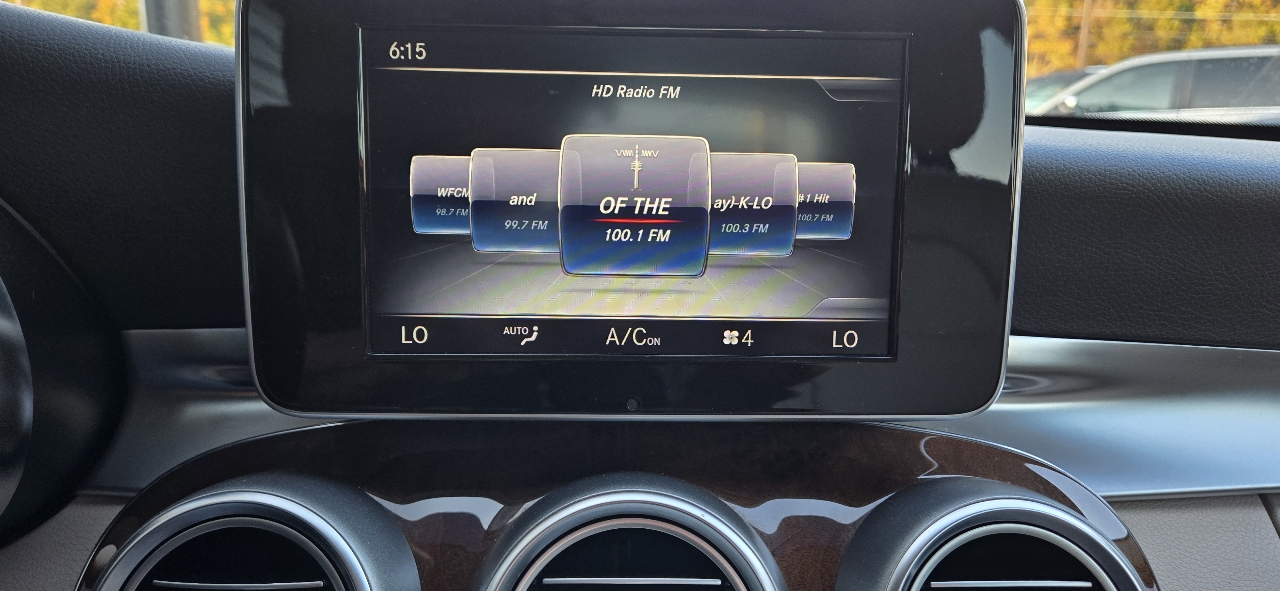 6:15
HD Radio FM
WFCM
98.7 FM
and
99.7 FM
OF THE
100.1 FM
ay)-K-LO
100.3 FM
#1 Hit
100.7 FM
LO
AUTO
A/C ON
4
LO